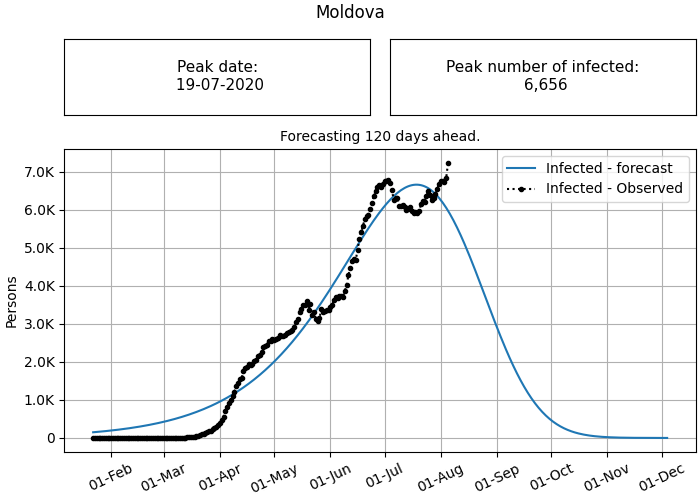 Moldova
Peak date:
19-07-2020
Peak number of infected:
6,656
Forecasting 120 days ahead.
Infected - forecast
Infected - Observed
Persons
7.0K
6.0K
5.0K
4.0K
3.0K
2.0K
1.0K
0
01-Feb
01-Mar
01-Apr
01-May
01-Jun
01-Jul
01-Aug
01-Sep
01-Oct
01-Nov
01-Dec